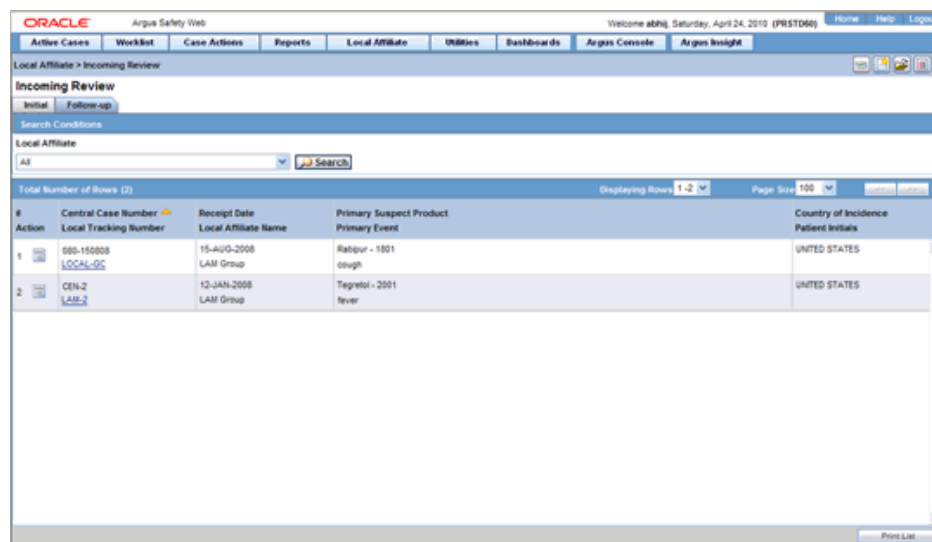 ORACLE Argus Safety Web Welcome abhij, Saturday, April 24, 2010 (PRSTD60) Home Help Logout
Active Cases Worklist Case Actions Reports Local Affiliate Utilities Dashboards Argus Console Argus Insight
Local Affiliate > Incoming Review
Incoming Review
Initial Follow-up
Search Conditions
Local Affiliate
All Search
Total Number of Rows (2) Displaying Rows 1 -2 Page Size 100
# Central Case Number Receipt Date Primary Suspect Product Country of Incidence
Action Local Tracking Number Local Affiliate Name Primary Event Patient Initials
1 080-150808 15-AUG-2008 Rabipur - 1801 UNITED STATES
LOCAL-GC LAM Group cough
2 CEN-2 12-JAN-2008 Tegretol - 2001 UNITED STATES
LAM-2 LAM Group fever
Print List